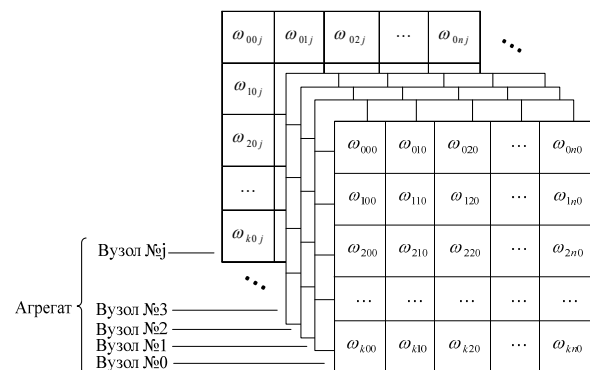 ω00j ω01j ω02j ... ω0nj
ω10j
ω20j
...
ωk0j
ω000 ω010 ω020 ... ω0n0
ω100 ω110 ω120 ... ω1n0
ω200 ω210 ω220 ... ω2n0
... ... ... ... ...
ωk00 ωk10 ωk20 ... ωkn0
Агрегат
Вузол №j
Вузол №3
Вузол №2
Вузол №1
Вузол №0